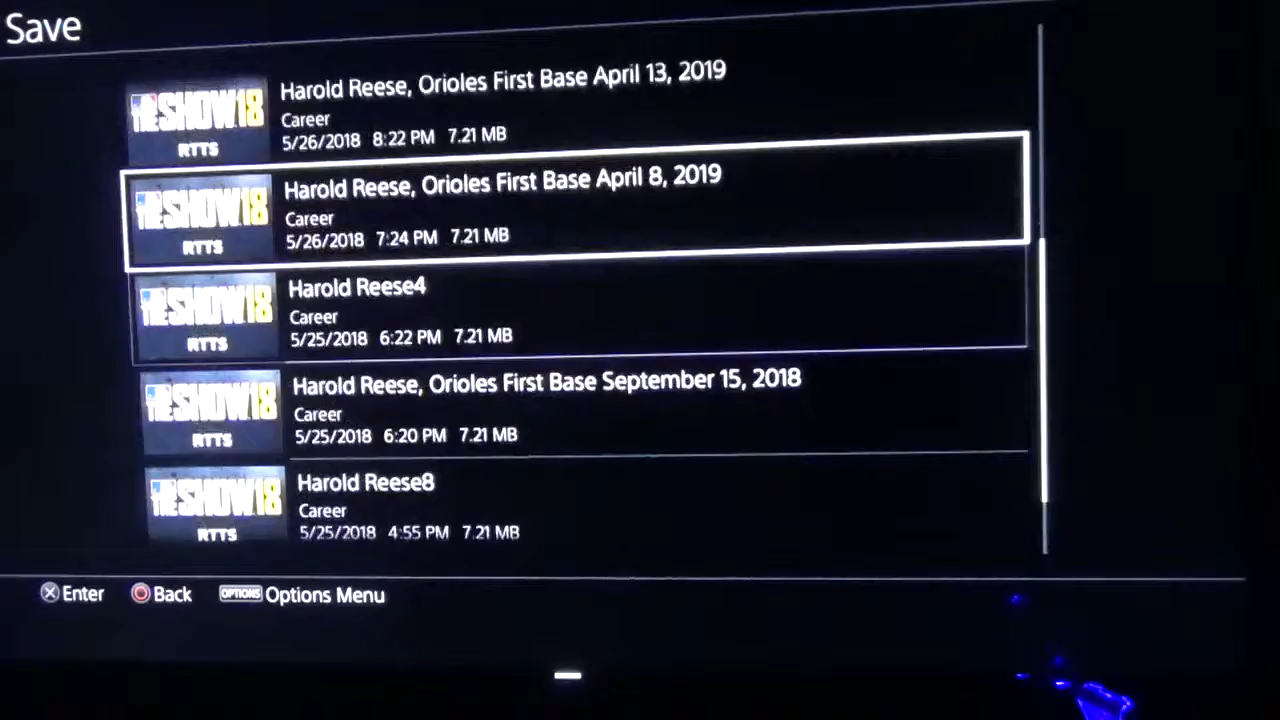 Save
THE SHOW 18
RTTS
Harold Reese, Orioles First Base April 13, 2019
Career
5/26/2018 8:22 PM 7.21 MB
THE SHOW 18
RTTS
Harold Reese, Orioles First Base April 8, 2019
Career
5/26/2018 7:24 PM 7.21 MB
THE SHOW 18
RTTS
Harold Reese4
Career
5/25/2018 6:22 PM 7.21 MB
THE SHOW 18
RTTS
Harold Reese, Orioles First Base September 15, 2018
Career
5/25/2018 6:20 PM 7.21 MB
THE SHOW 18
RTTS
Harold Reese8
Career
5/25/2018 4:55 PM 7.21 MB
Enter Back OPTIONS Options Menu